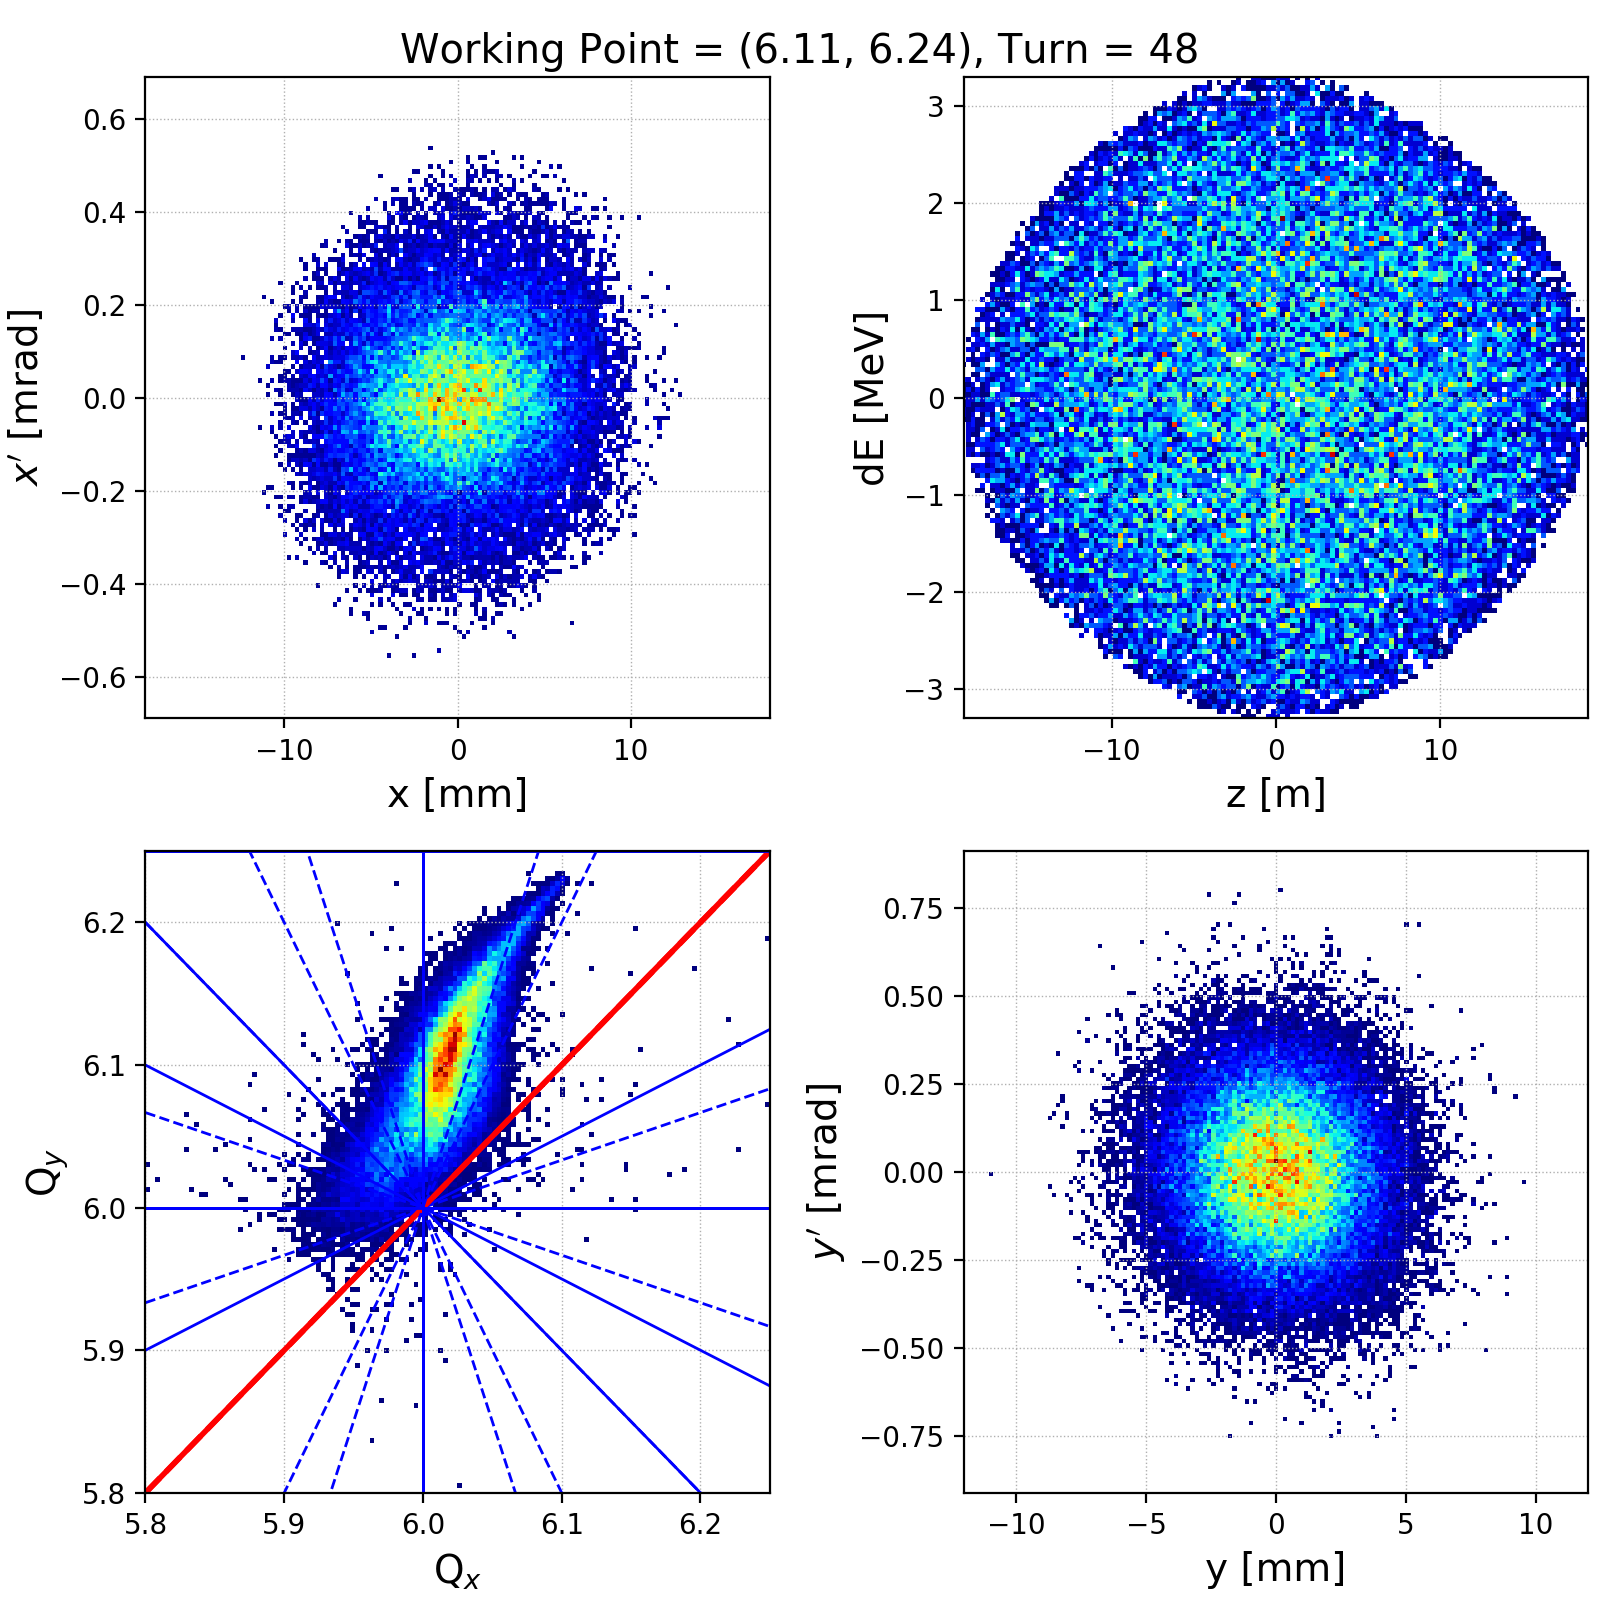 Working Point = (6.11, 6.24), Turn = 48
0.6
0.4
0.2
0.0
−0.2
−0.4
−0.6
x′ [mrad]
−10 0 10
x [mm]
3
2
1
0
−1
−2
−3
dE [MeV]
−10 0 10
z [m]
6.2
6.1
6.0
5.9
5.8
Qy
5.8 5.9 6.0 6.1 6.2
Qx
0.75
0.50
0.25
0.00
−0.25
−0.50
−0.75
y′ [mrad]
−10 −5 0 5 10
y [mm]